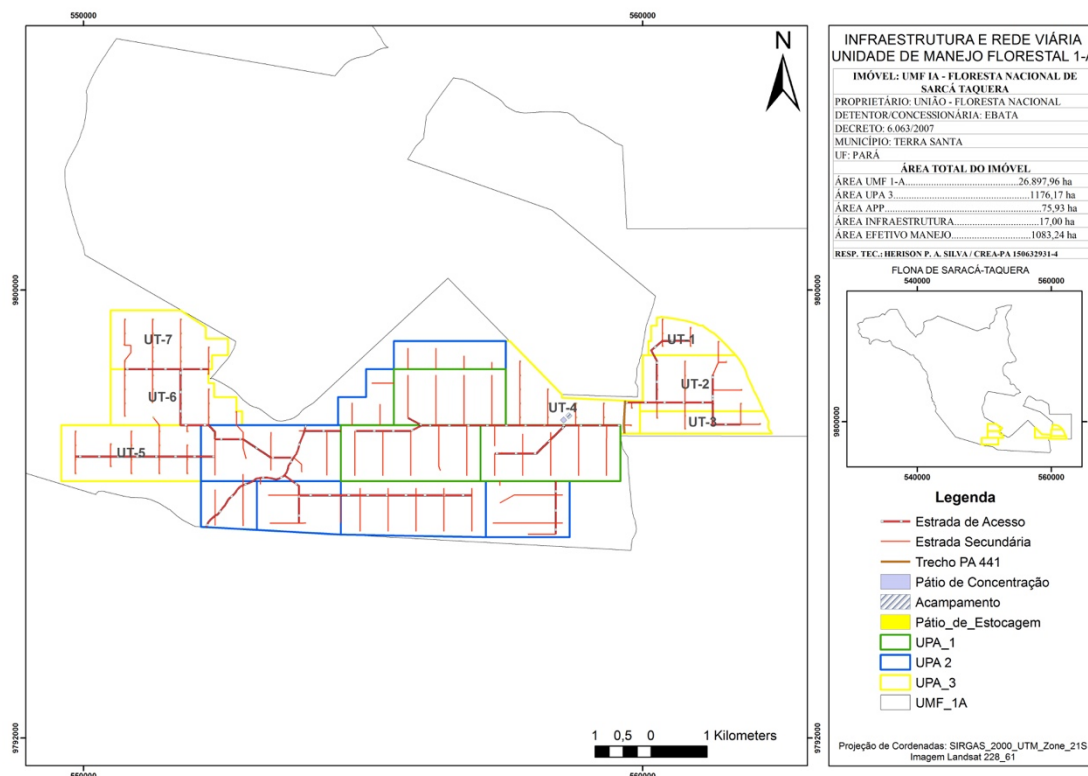 550000
560000
N
9800000
9800000
UT-7
UT-1
UT-2
UT-6
UT-4
UT-3
UT-5
9792000
9792000
1 0,5 0 1 Kilometers
550000
560000
INFRAESTRUTURA E REDE VIÁRIA
UNIDADE DE MANEJO FLORESTAL 1-A
IMÓVEL: UMF IA - FLORESTA NACIONAL DE
SARCÁ TAQUERA
PROPRIETÁRIO: UNIÃO - FLORESTA NACIONAL
DETENTOR/CONCESSIONÁRIA: EBATA
DECRETO: 6.063/2007
MUNICÍPIO: TERRA SANTA
UF: PARÁ
ÁREA TOTAL DO IMÓVEL
ÁREA UMF 1-A..........................................26.897,96 ha
ÁREA UPA 3..............................................1176,17 ha
ÁREA APP....................................................75,93 ha
ÁREA INFRAESTRUTURA..............................17,00 ha
ÁREA EFETIVO MANEJO..............................1083,24 ha
RESP. TEC.: HERISON P. A. SILVA / CREA-PA 150632931-4
FLONA DE SARACÁ-TAQUERA
540000
560000
9800000
9800000
540000
560000
Legenda
Estrada de Acesso
Estrada Secundária
Trecho PA 441
Pátio de Concentração
Acampamento
Pátio_de_Estocagem
UPA_1
UPA 2
UPA_3
UMF_1A
Projeção de Cordenadas: SIRGAS_2000_UTM_Zone_21S
Imagem Landsat 228_61